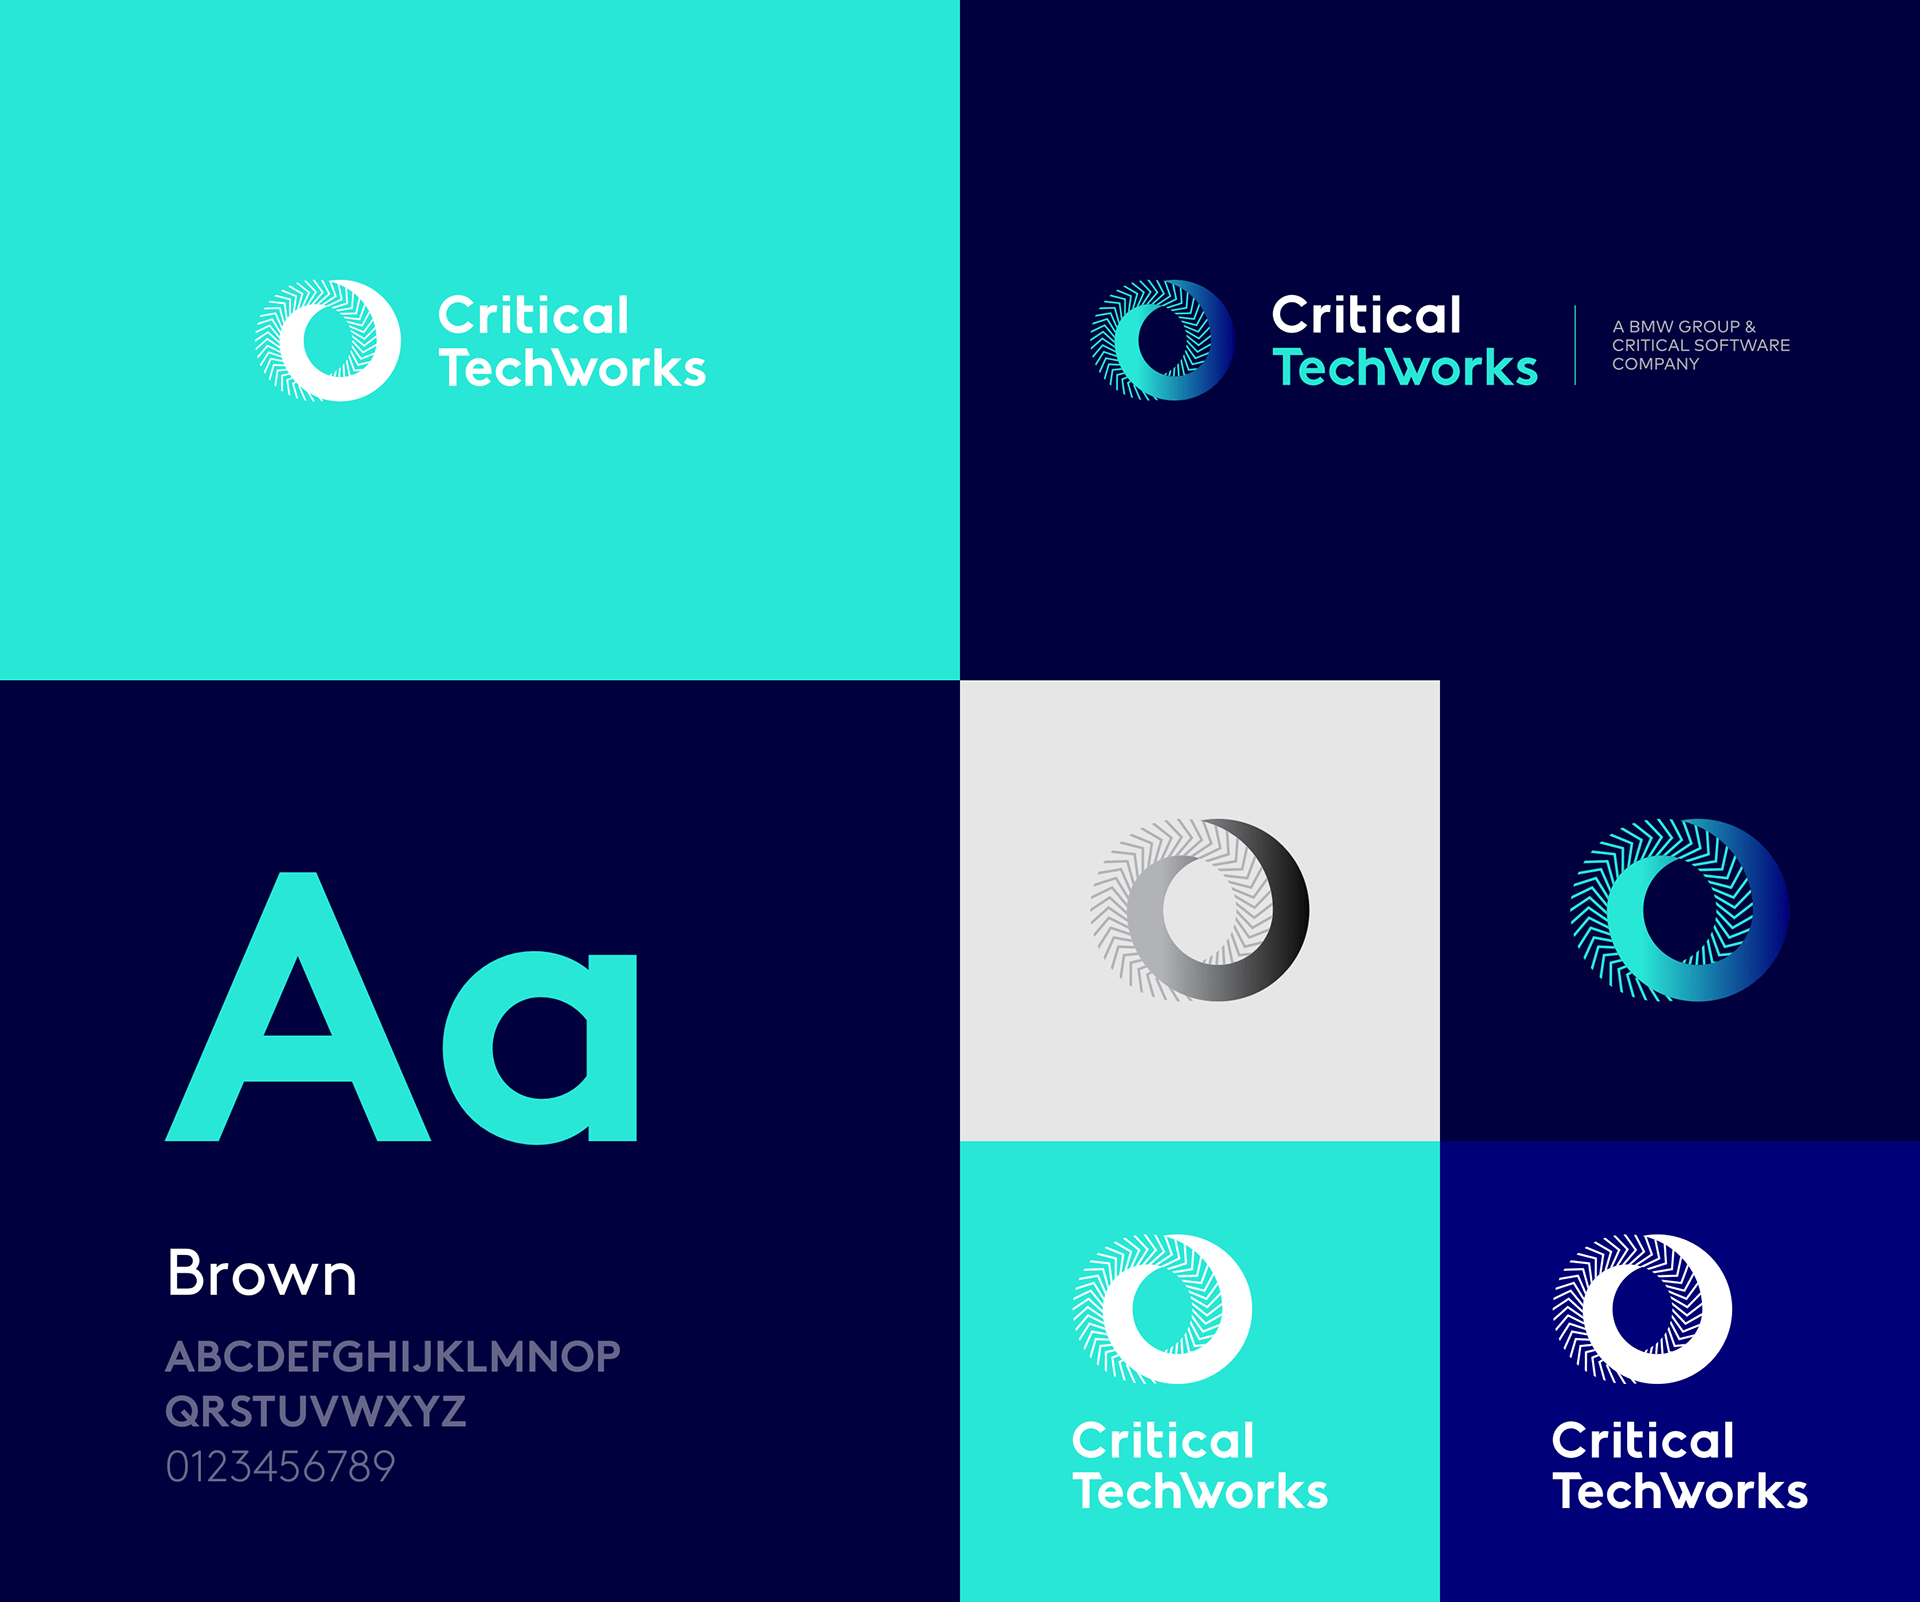 Critical
TechWorks
Critical
TechWorks
A BMW GROUP &
CRITICAL SOFTWARE
COMPANY
Aa
Brown
ABCDEFGHIJKLMNOP
QRSTUVWXYZ
0123456789
Critical
TechWorks
Critical
TechWorks